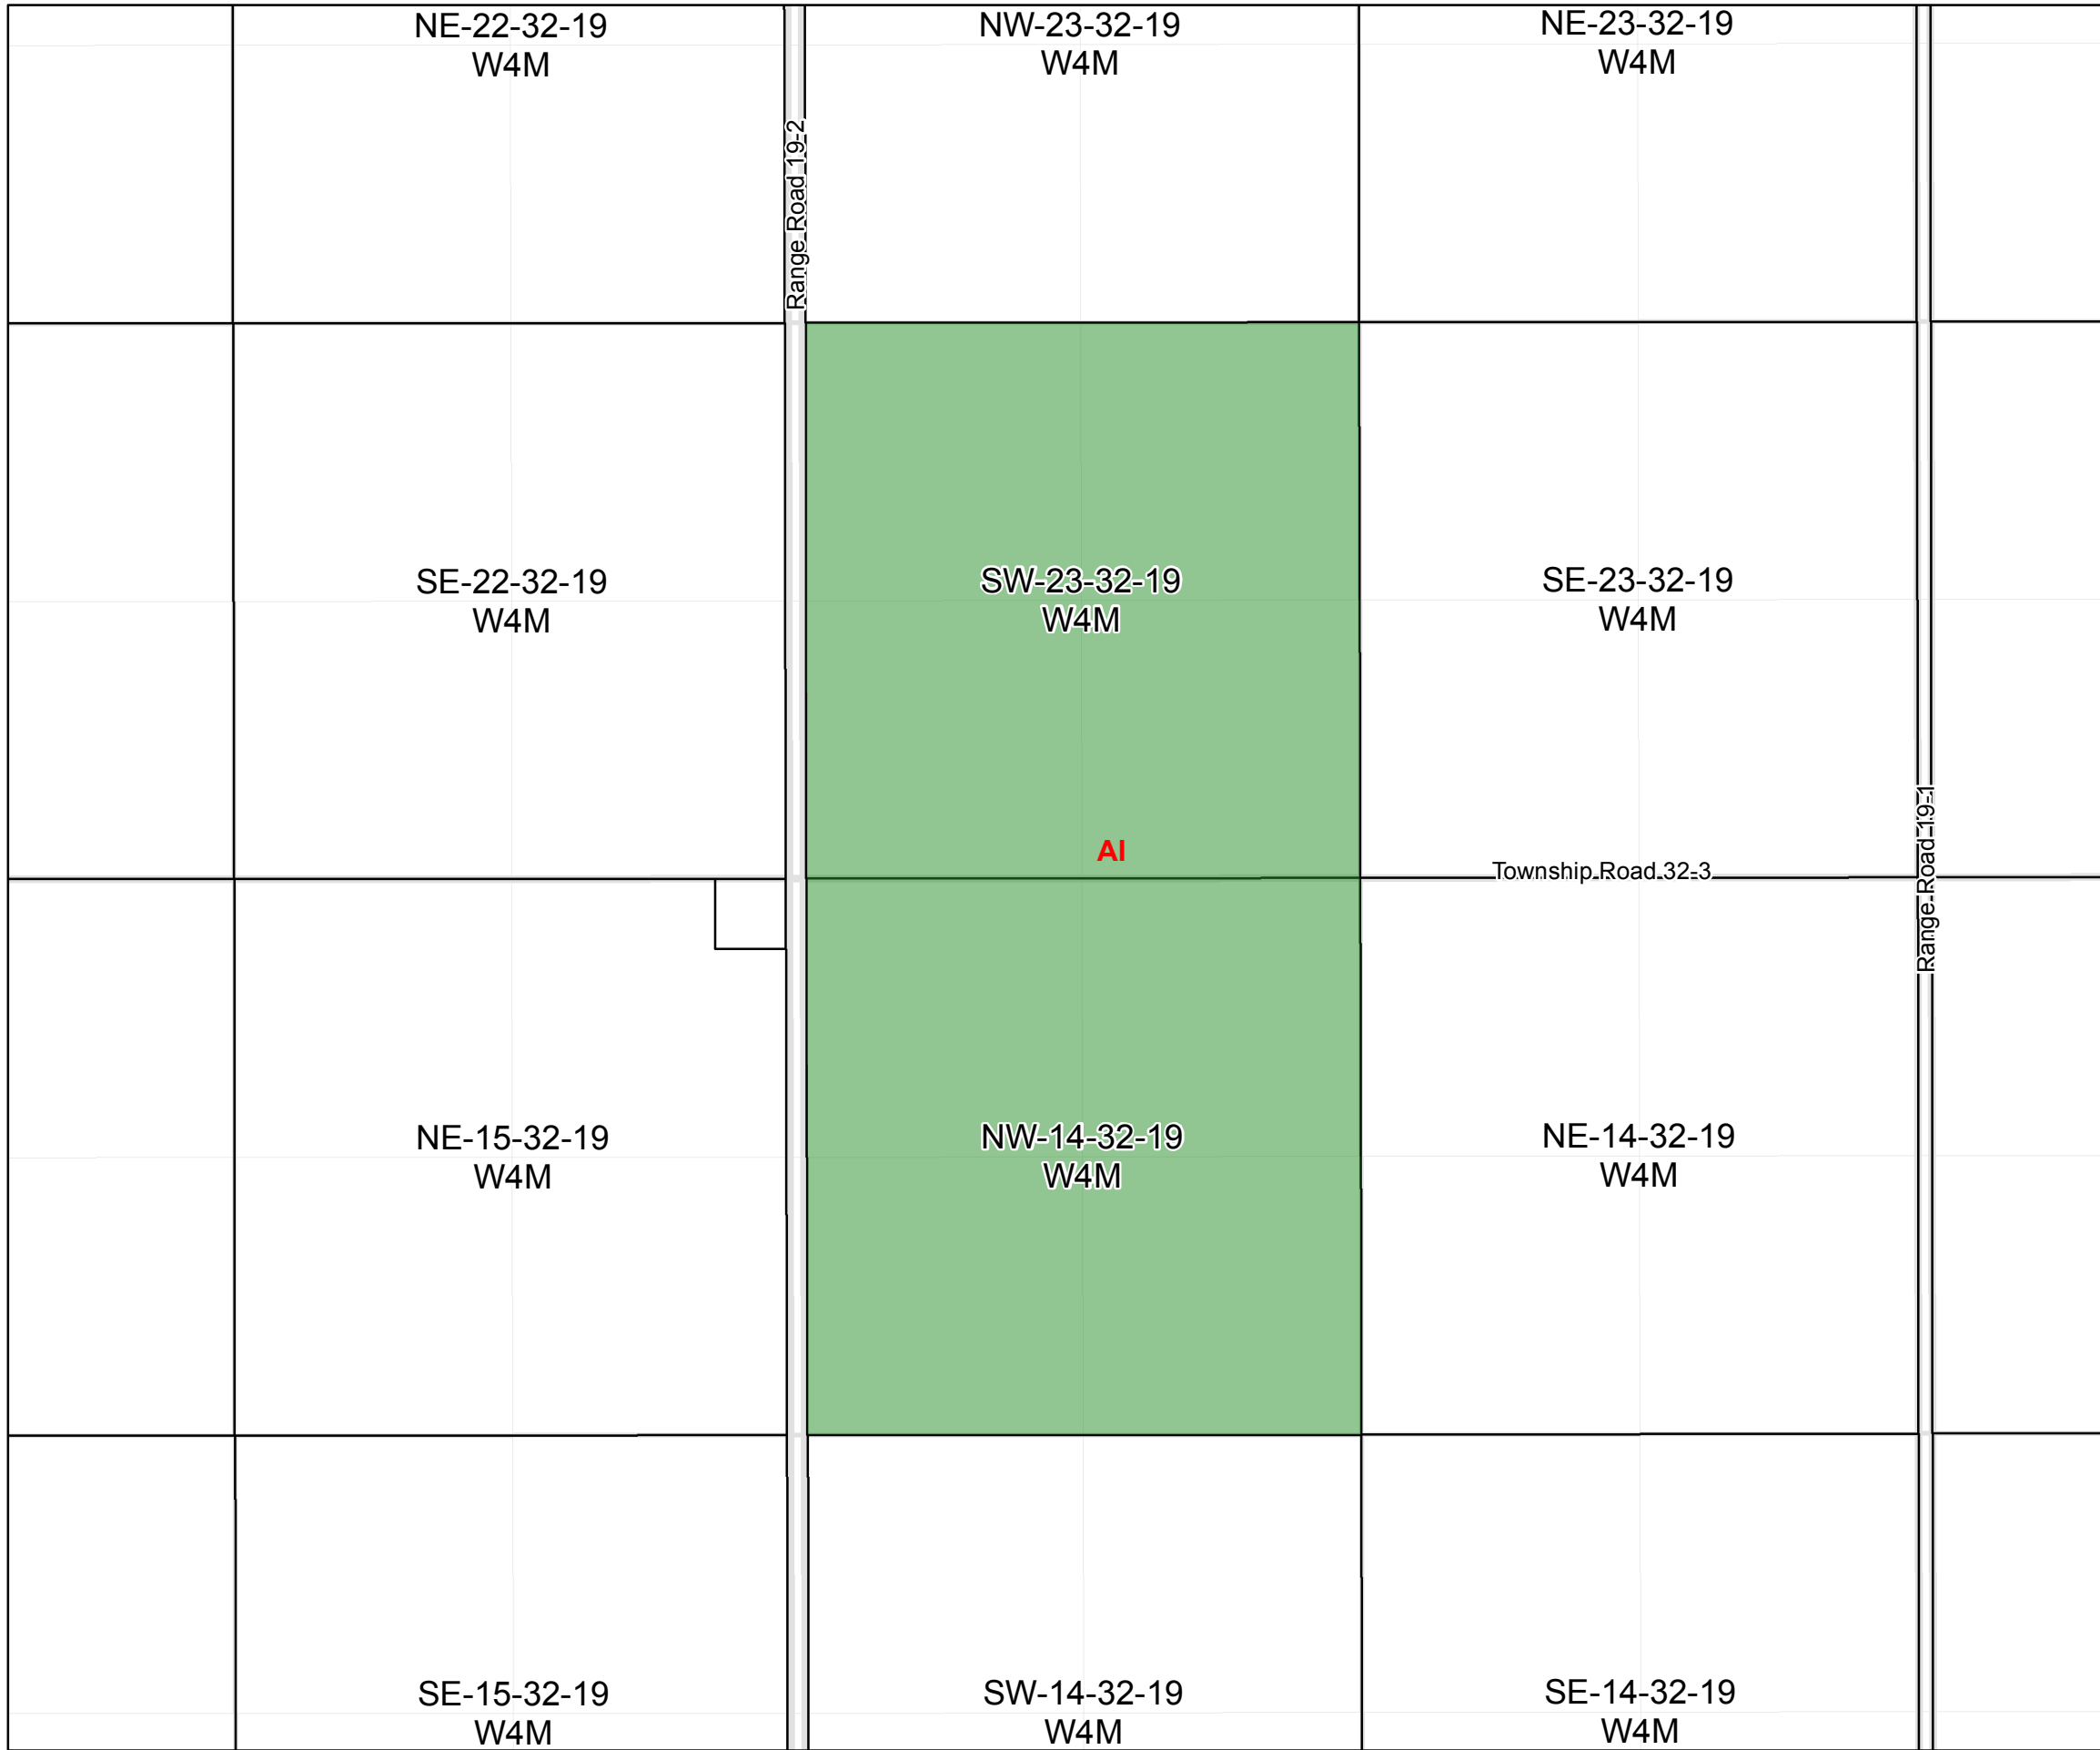 NE-22-32-19
W4M
NW-23-32-19
W4M
NE-23-32-19
W4M
Range Road 19-2
SE-22-32-19
W4M
SW-23-32-19
W4M
SE-23-32-19
W4M
AI
Township Road 32-3
Range Road 19-1
NE-15-32-19
W4M
NW-14-32-19
W4M
NE-14-32-19
W4M
SE-15-32-19
W4M
SW-14-32-19
W4M
SE-14-32-19
W4M